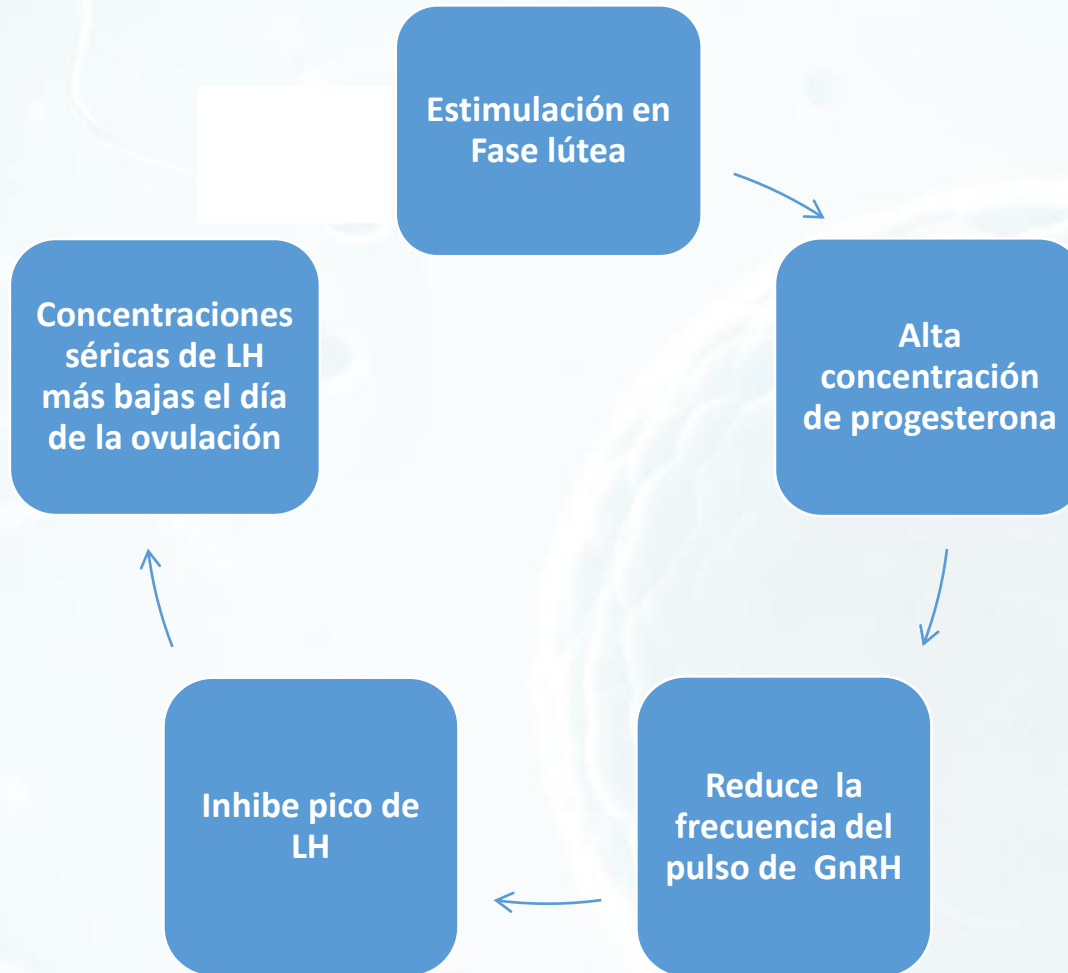 Estimulación en
Fase lútea
Alta
concentración
de progesterona
Reduce la
frecuencia del
pulso de GnRH
Inhibe pico de
LH
Concentraciones
séricas de LH
más bajas el día
de la ovulación